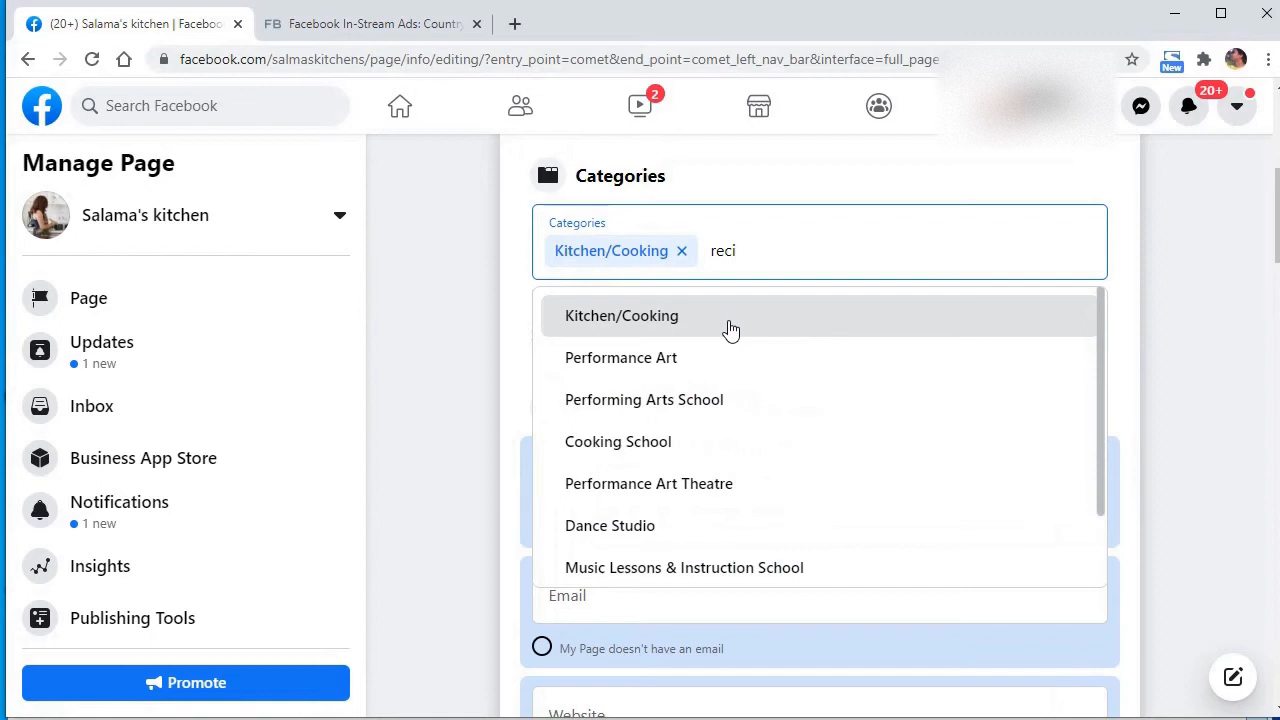 (20+) Salama's kitchen | Faceboo
FB Facebook In-Stream Ads: Country
facebook.com/salmaskitchens/page/info/editing/?entry_point=comet&end_point=comet_left_nav_bar&interface=full_page
New
Search Facebook
2
20+
Manage Page
Salama's kitchen
Page
Updates
1 new
Inbox
Business App Store
Notifications
1 new
Insights
Publishing Tools
Promote
Categories
Categories
Kitchen/Cooking reci
Kitchen/Cooking
Performance Art
Performing Arts School
Cooking School
Performance Art Theatre
Dance Studio
Music Lessons & Instruction School
Email
My Page doesn't have an email
Website